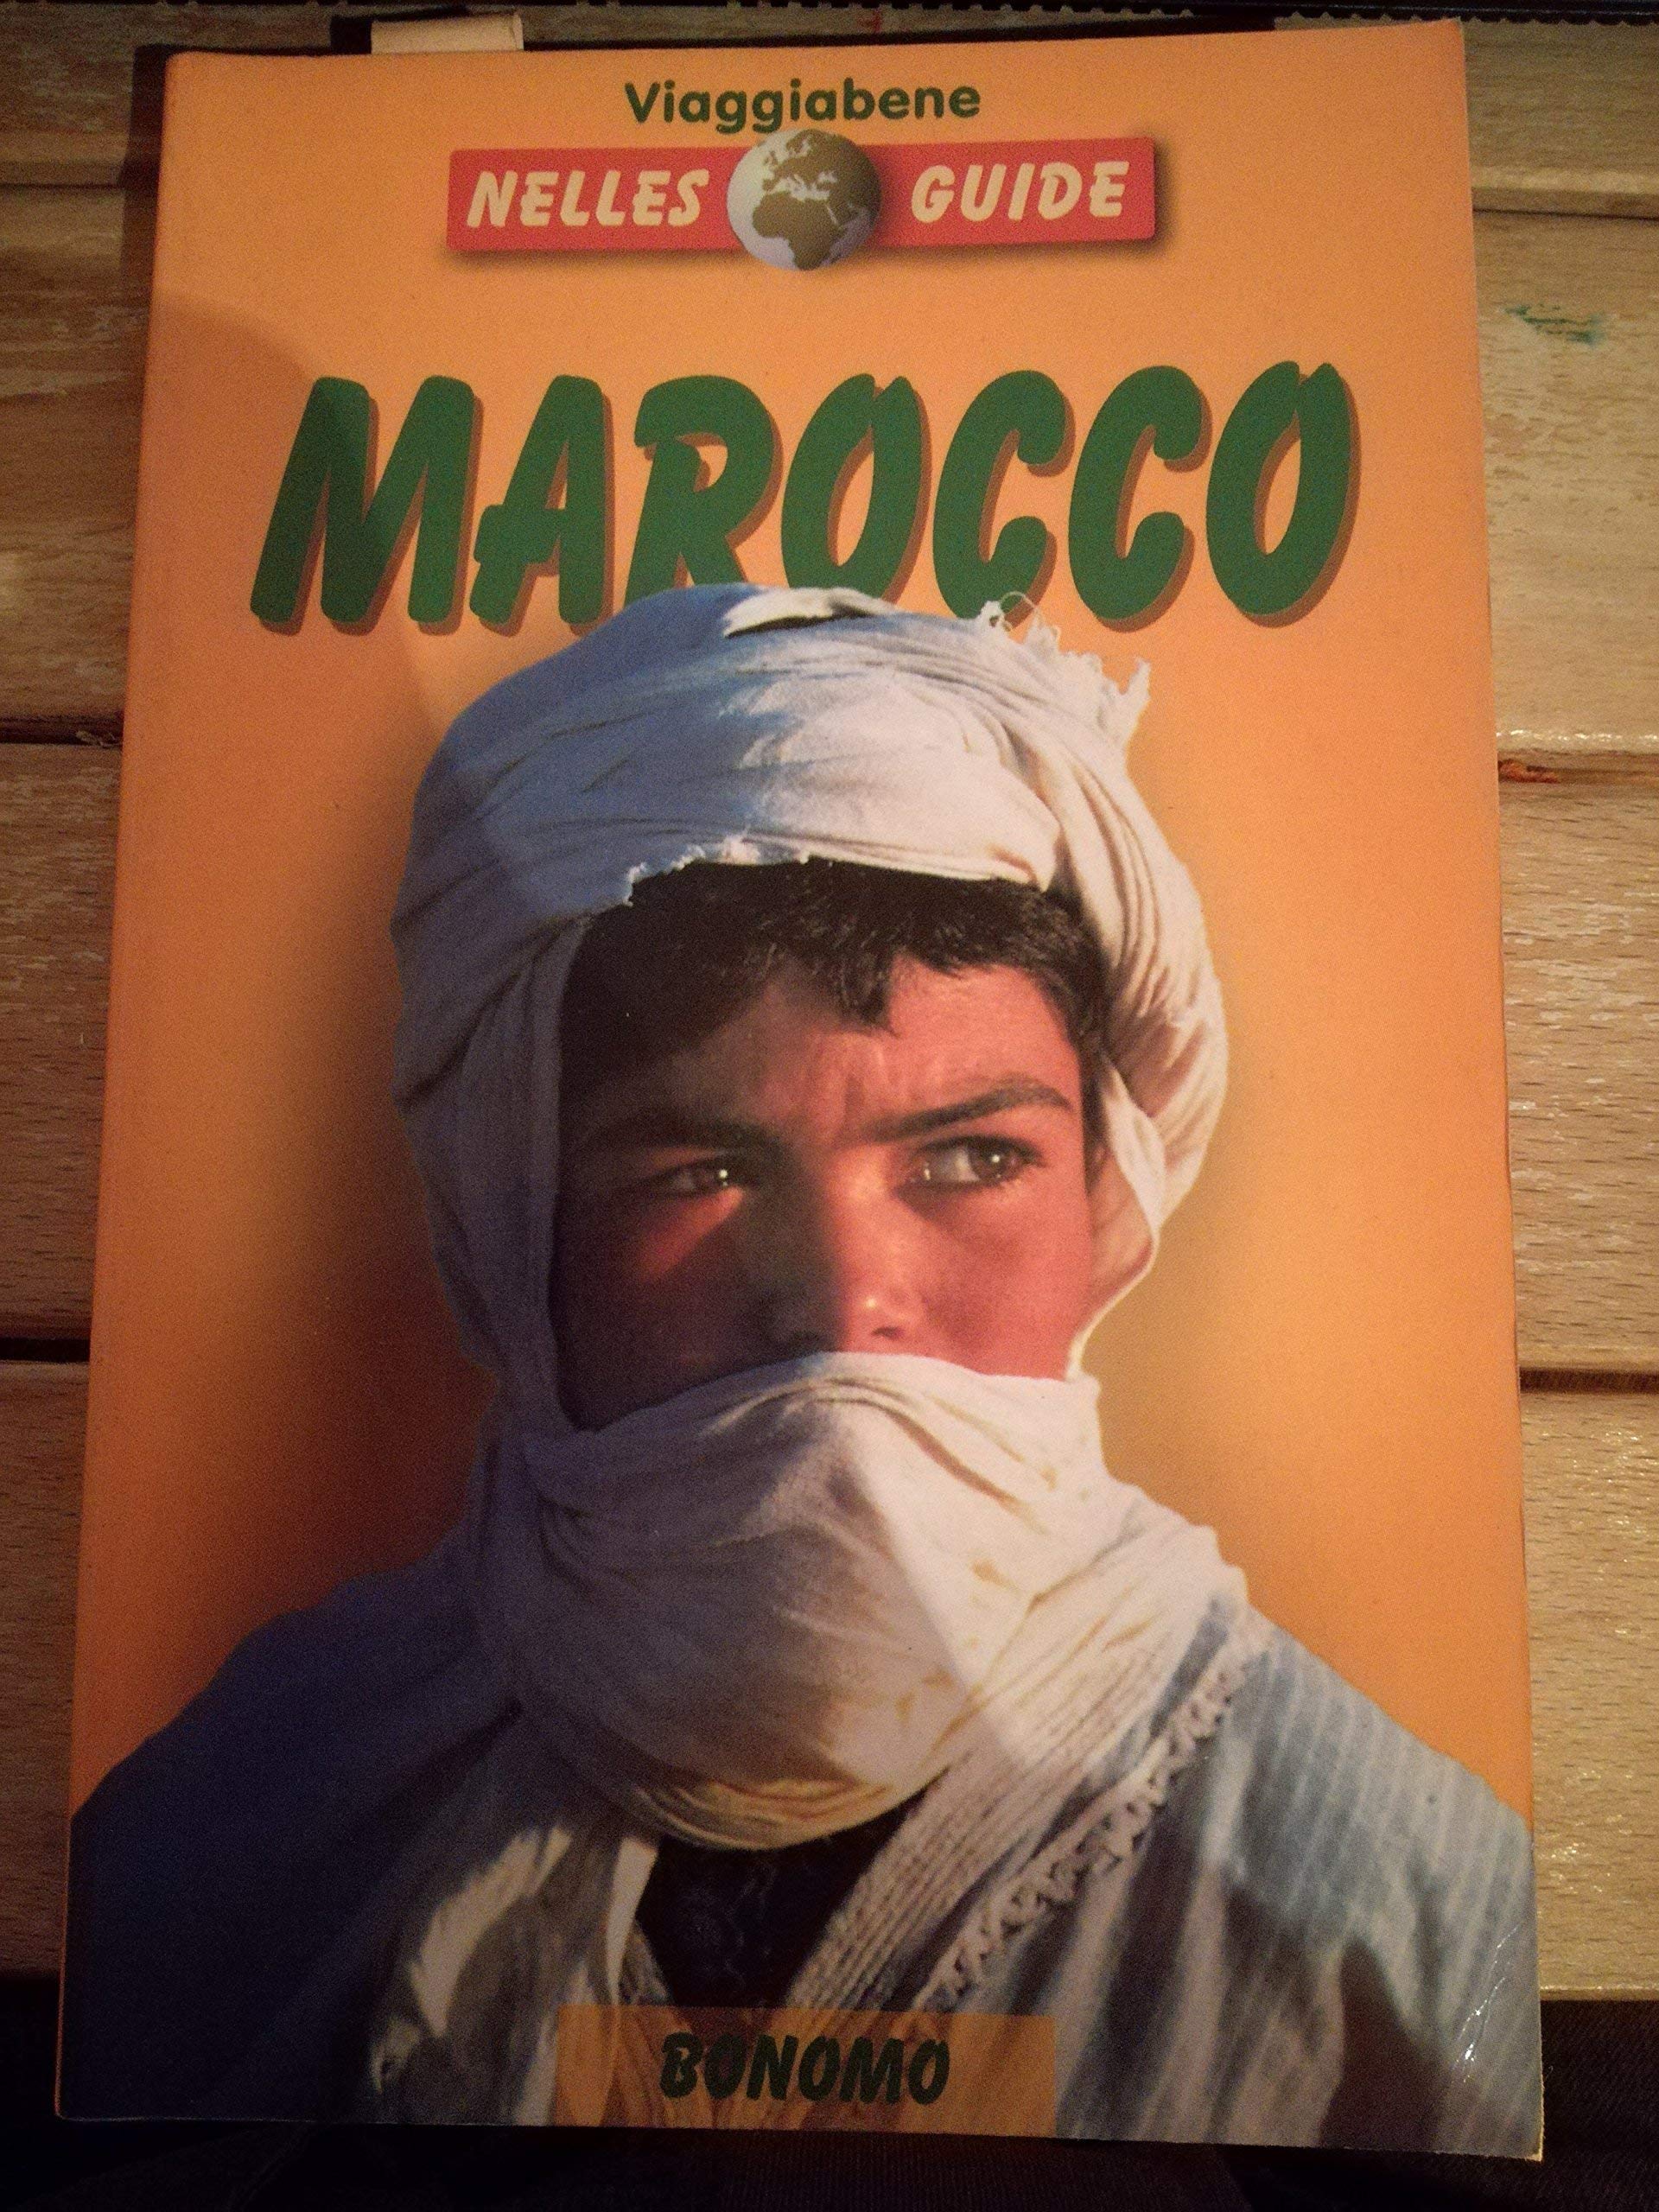 Viaggiabene
NELLES GUIDE
MAROCCO
BONOMO